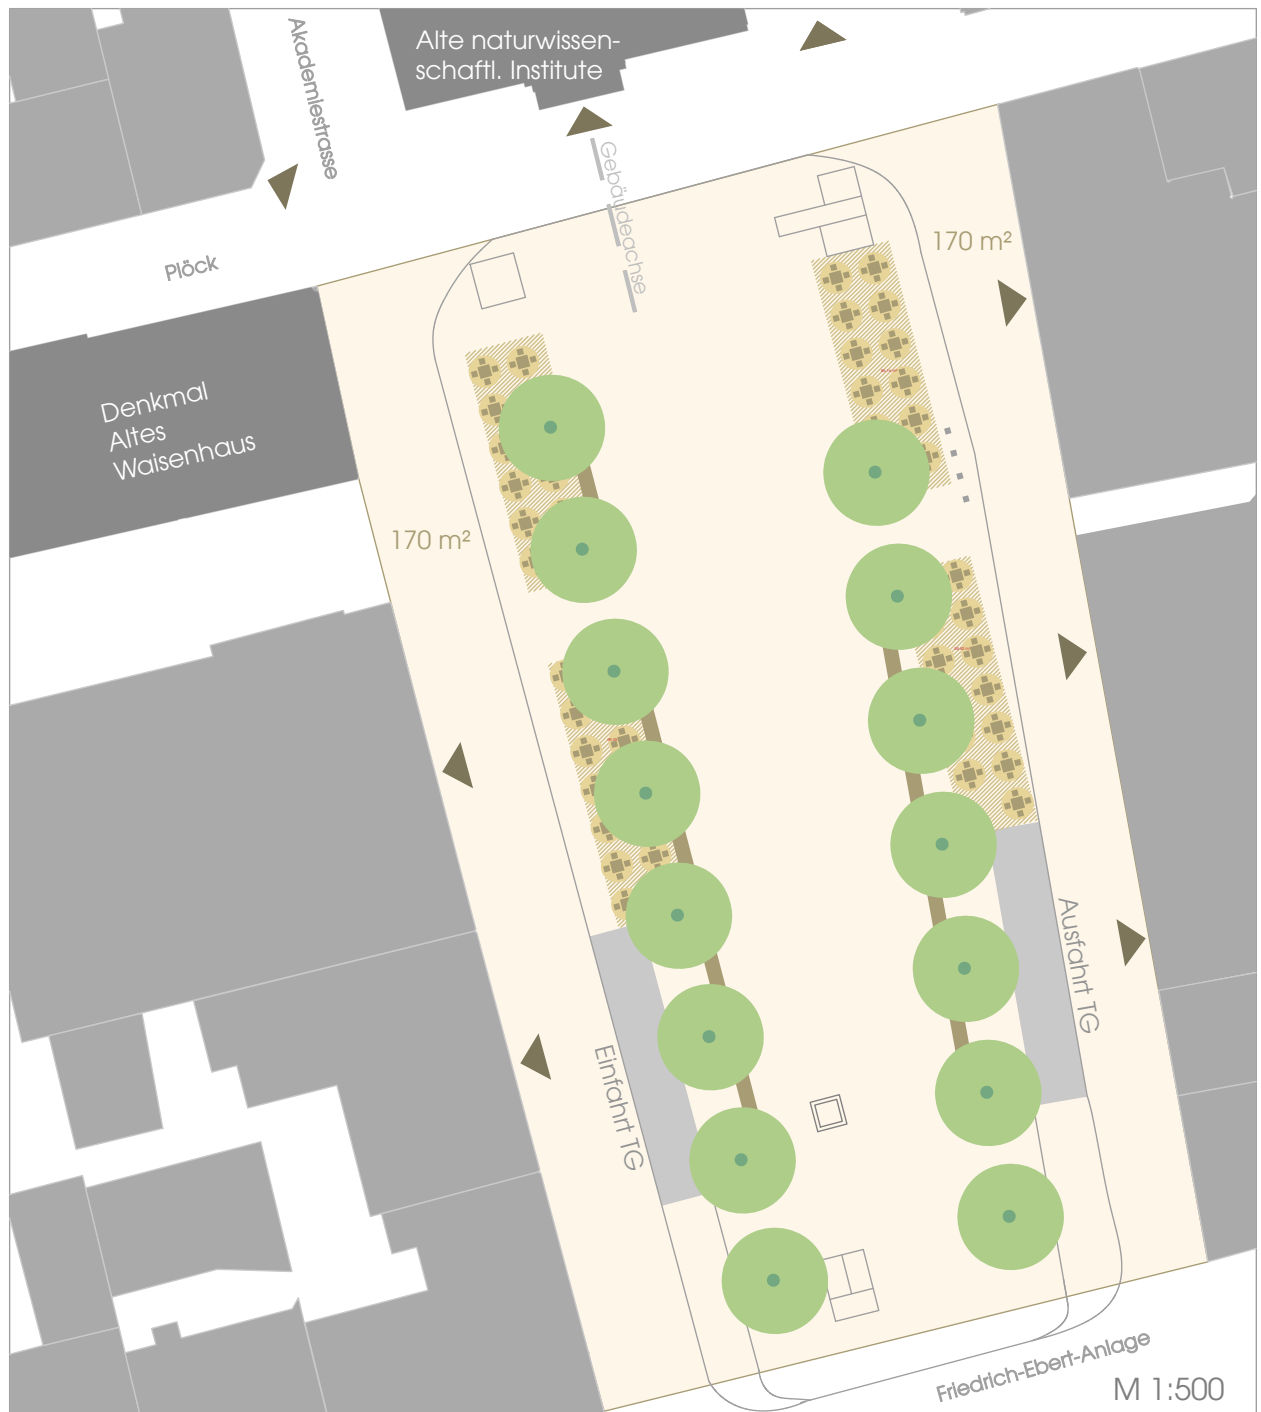 Alte naturwissen-
schaftl. Institute
Akademiestrasse
Gebäudeachse
170 m²
Plöck
Denkmal
Altes
Waisenhaus
170 m²
Ausfahrt TG
Einfahrt TG
Friedrich-Ebert-Anlage
M 1:500